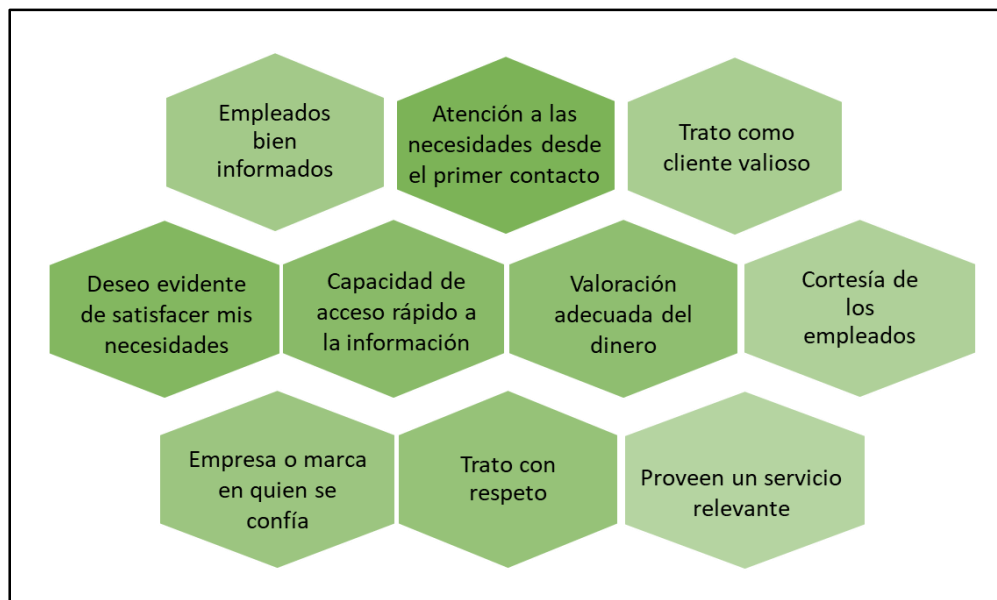 Empleados
bien
informados
Atención a las
necesidades desde
el primer contacto
Trato como
cliente valioso
Deseo evidente
de satisfacer mis
necesidades
Capacidad de
acceso rápido a
la información
Valoración
adecuada del
dinero
Cortesía de
los
empleados
Empresa o marca
en quien se
confía
Trato con
respeto
Proveen un servicio
relevante